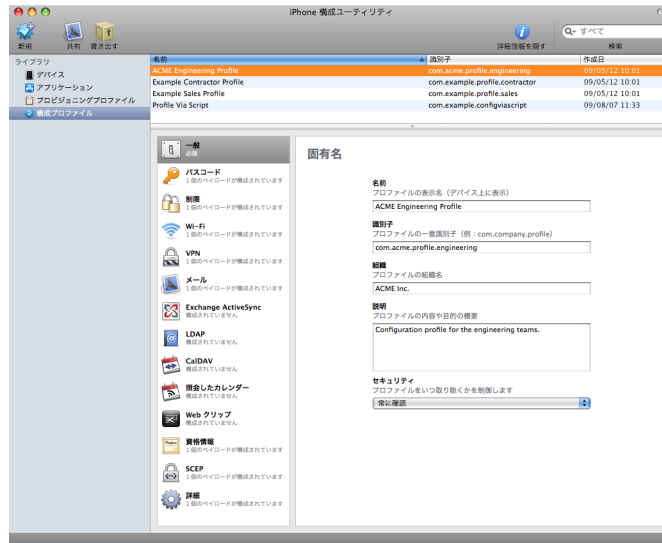 iPhone 構成ユーティリティ
新規
共有
書き出す
詳細情報を隠す
すべて
検索
ライブラリ
デバイス
アプリケーション
プロビジョニングプロファイル
構成プロファイル
名前 識別子 作成日
ACME Engineering Profile com.acme.profile.engineering 09/05/12 10:01
Example Contractor Profile com.example.profile.contractor 09/05/12 10:01
Example Sales Profile com.example.profile.sales 09/05/12 10:01
Profile Via Script com.example.configviascript 09/08/07 11:33
一般
必須
パスコード
1 個のペイロードが構成されています
制限
1 個のペイロードが構成されています
Wi-Fi
1 個のペイロードが構成されています
VPN
1 個のペイロードが構成されています
メール
1 個のペイロードが構成されています
Exchange ActiveSync
構成されていません
LDAP
構成されていません
CalDAV
構成されていません
照会したカレンダー
構成されていません
Web クリップ
構成されていません
資格情報
1 個のペイロードが構成されています
SCEP
1 個のペイロードが構成されています
詳細
1 個のペイロードが構成されています
固有名
名前
プロファイルの表示名（デバイス上に表示）
ACME Engineering Profile
識別子
プロファイルの一意識別子（例：com.company.profile）
com.acme.profile.engineering
組織
プロファイルの組織名
ACME Inc.
説明
プロファイルの内容や目的の概要
Configuration profile for the engineering teams.
セキュリティ
プロファイルをいつ取り除くかを制御します
常に確認